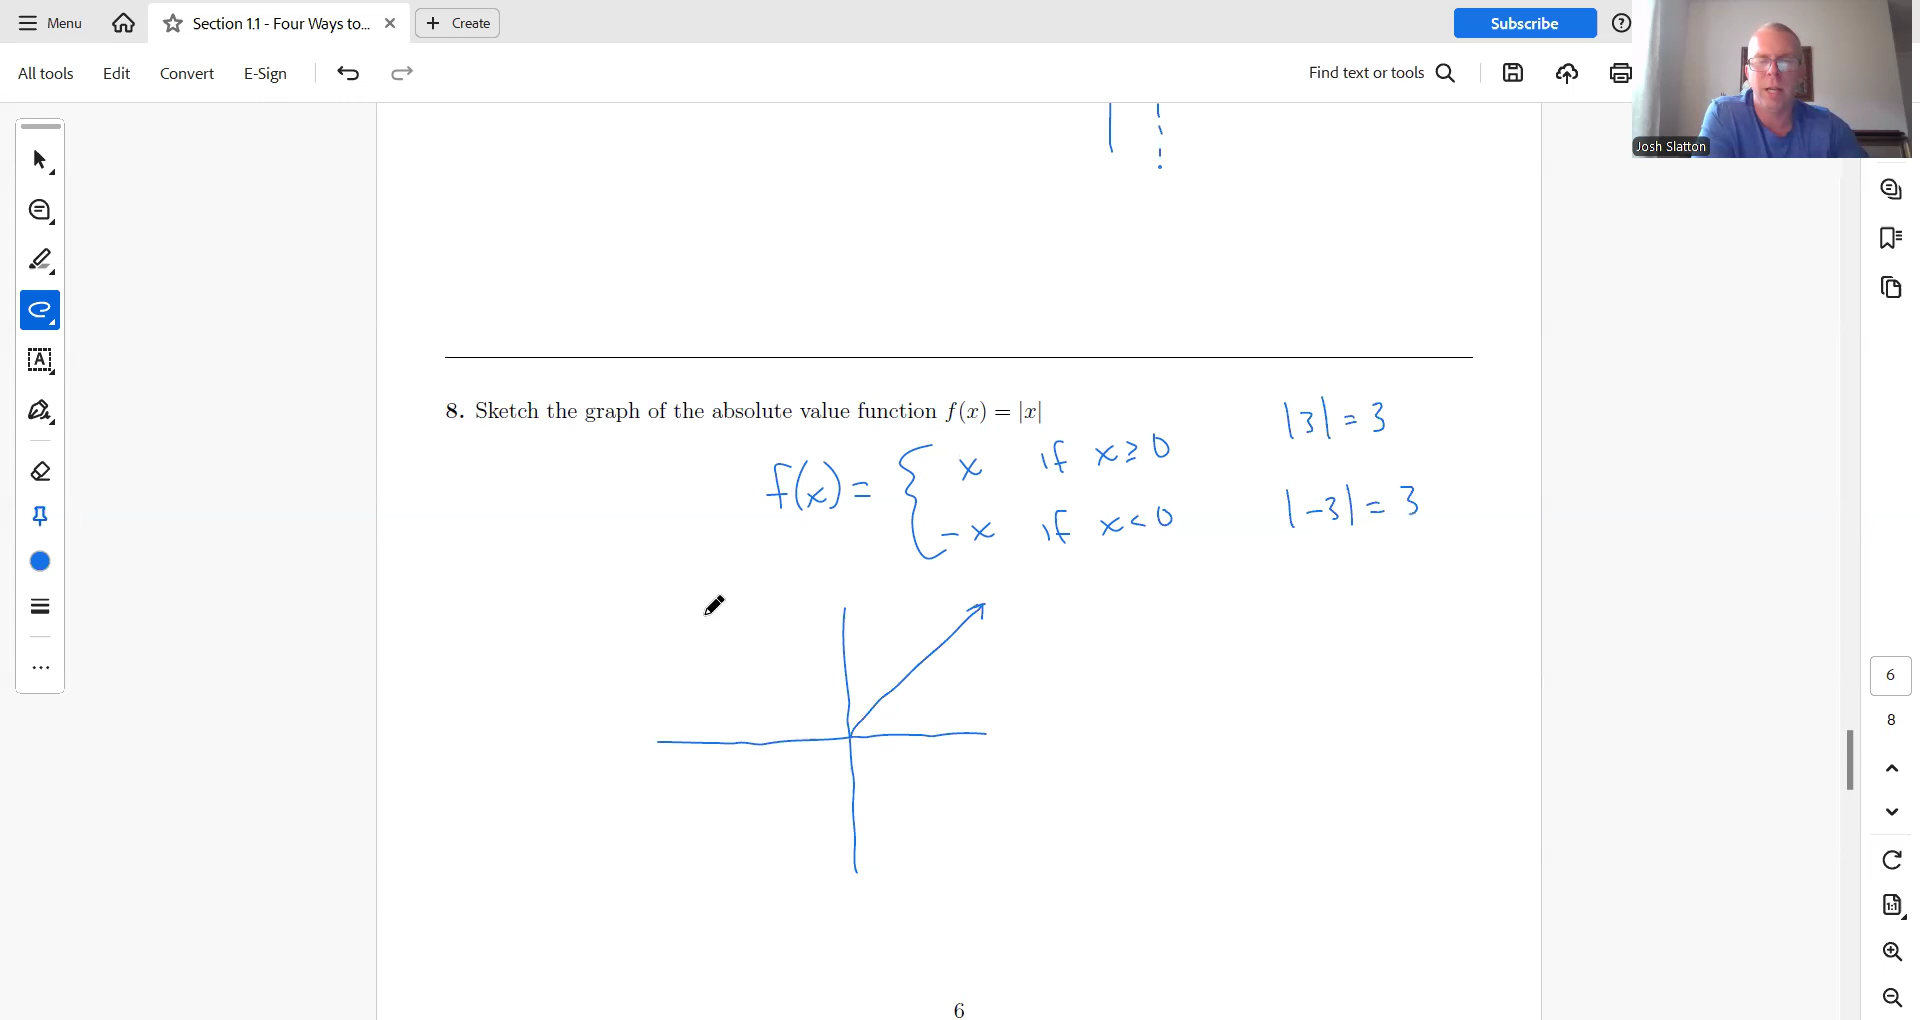 Menu
Section 1.1 - Four Ways to...
Create
Subscribe
All tools
Edit
Convert
E-Sign
Find text or tools
Josh Slatton
8. Sketch the graph of the absolute value function f(x) = |x|
|3| = 3
f(x) = { x if x ≥ 0
-x if x < 0
|-3| = 3
6
8
6